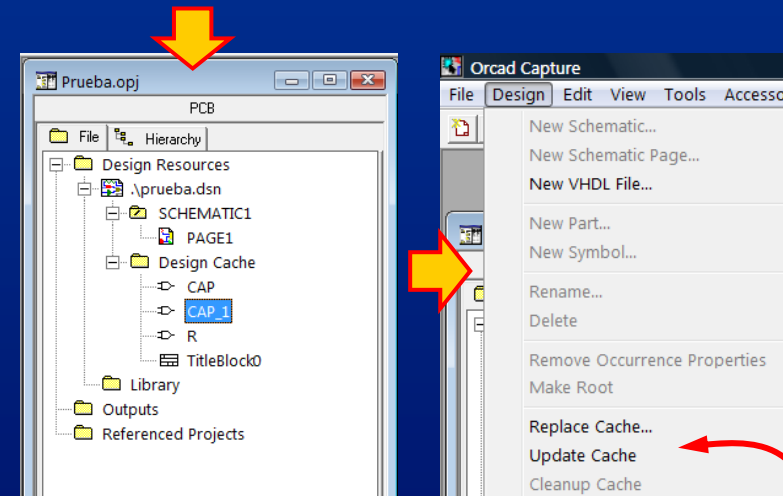 Prueba.opj
PCB
File
Hierarchy
Design Resources
.\prueba.dsn
SCHEMATIC1
PAGE1
Design Cache
CAP
CAP_1
R
TitleBlock0
Library
Outputs
Referenced Projects
Orcad Capture
File Design Edit View Tools Accesso
New Schematic...
New Schematic Page...
New VHDL File...
New Part...
New Symbol...
Rename...
Delete
Remove Occurrence Properties
Make Root
Replace Cache...
Update Cache
Cleanup Cache